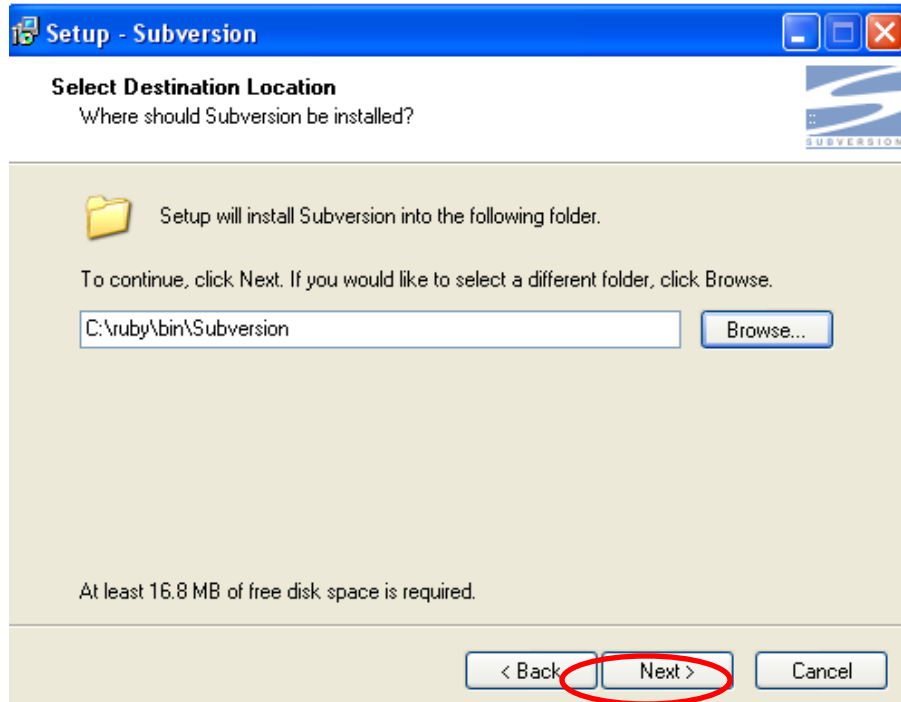 Setup - Subversion
Select Destination Location
Where should Subversion be installed?
SUBVERSION
Setup will install Subversion into the following folder.
To continue, click Next. If you would like to select a different folder, click Browse.
C:\ruby\bin\Subversion
Browse...
At least 16.8 MB of free disk space is required.
< Back Next > Cancel